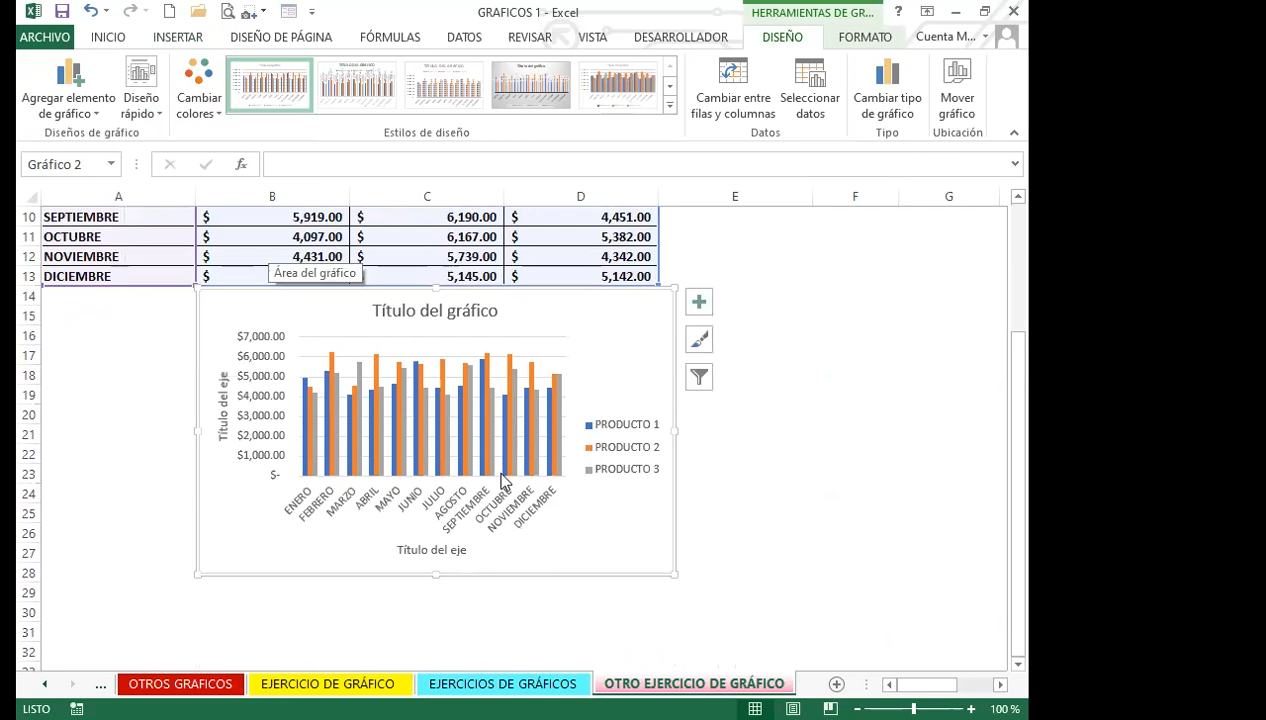 GRAFICOS 1 - Excel
HERRAMIENTAS DE GR...
?
ARCHIVO INICIO INSERTAR DISEÑO DE PÁGINA FÓRMULAS DATOS REVISAR VISTA DESARROLLADOR DISEÑO FORMATO Cuenta M...
Agregar elemento de gráfico
Diseño rápido
Cambiar colores
Cambiar entre filas y columnas
Seleccionar datos
Cambiar tipo de gráfico
Mover gráfico
Diseños de gráfico Estilos de diseño Datos Tipo Ubicación
Gráfico 2 fx
A B C D E F G
10 SEPTIEMBRE $ 5,919.00 $ 6,190.00 $ 4,451.00
11 OCTUBRE $ 4,097.00 $ 6,167.00 $ 5,382.00
12 NOVIEMBRE $ 4,431.00 $ 5,739.00 $ 4,342.00
13 DICIEMBRE $ 5,145.00 $ 5,142.00
Área del gráfico
14
15
16
17
18
19
20
21
22
23
24
25
26
27
28
29
30
31
32
Título del gráfico
$7,000.00
$6,000.00
$5,000.00
$4,000.00
$3,000.00
$2,000.00
$1,000.00
$-
Título del eje
ENERO FEBRERO MARZO ABRIL MAYO JUNIO JULIO AGOSTO SEPTIEMBRE OCTUBRE NOVIEMBRE DICIEMBRE
Título del eje
PRODUCTO 1
PRODUCTO 2
PRODUCTO 3
... OTROS GRAFICOS EJERCICIO DE GRÁFICO EJERCICIOS DE GRÁFICOS OTRO EJERCICIO DE GRÁFICO
LISTO 100 %